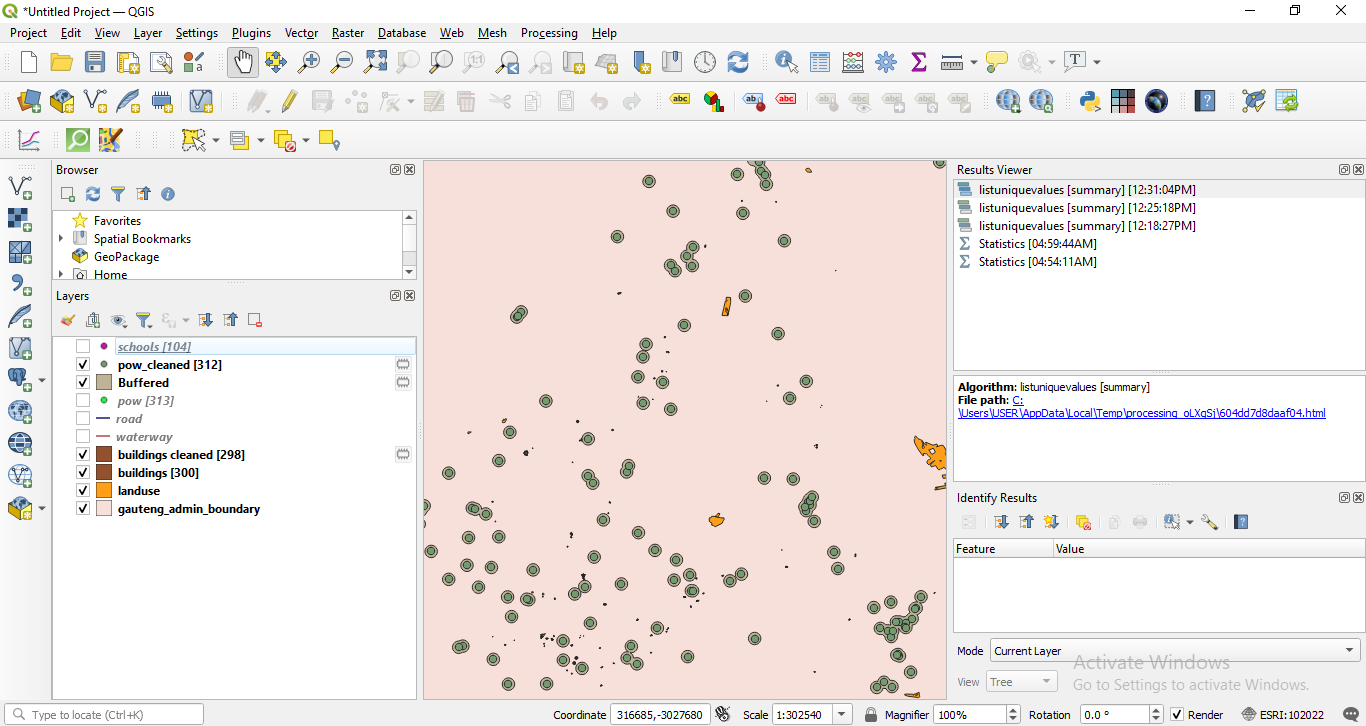 *Untitled Project — QGIS
Project Edit View Layer Settings Plugins Vector Raster Database Web Mesh Processing Help
Browser
Favorites
Spatial Bookmarks
GeoPackage
Home
Layers
schools [104]
pow_cleaned [312]
Buffered
pow [313]
road
waterway
buildings cleaned [298]
buildings [300]
landuse
gauteng_admin_boundary
Results Viewer
listuniquevalues [summary] [12:31:04PM]
listuniquevalues [summary] [12:25:18PM]
listuniquevalues [summary] [12:18:27PM]
Statistics [04:59:44AM]
Statistics [04:54:11AM]
Algorithm: listuniquevalues [summary]
File path: C:
\Users\USER\AppData\Local\Temp\processing_oLXqSj\604dd7d8daaf04.html
Identify Results
Feature Value
Mode Current Layer
View Tree
Activate Windows
Go to Settings to activate Windows.
Type to locate (Ctrl+K)
Coordinate 316685,-3027680 Scale 1:302540 Magnifier 100% Rotation 0.0 ° Render ESRI:102022